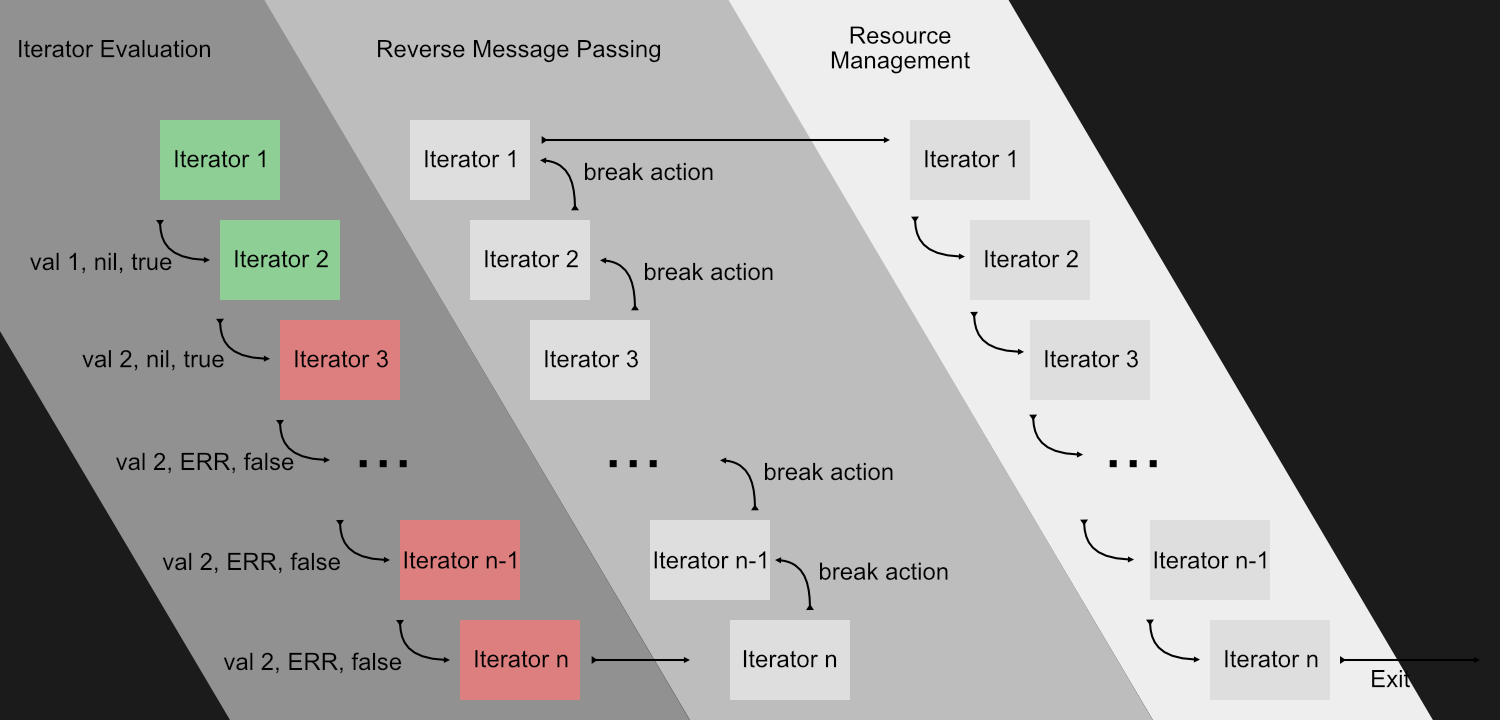 Iterator Evaluation
Reverse Message Passing
Resource
Management
Iterator 1
Iterator 1
Iterator 1
break action
val 1, nil, true
Iterator 2
Iterator 2
Iterator 2
break action
val 2, nil, true
Iterator 3
Iterator 3
Iterator 3
val 2, ERR, false
...
...
break action
...
val 2, ERR, false
Iterator n-1
Iterator n-1
break action
Iterator n-1
val 2, ERR, false
Iterator n
Iterator n
Iterator n
Exit